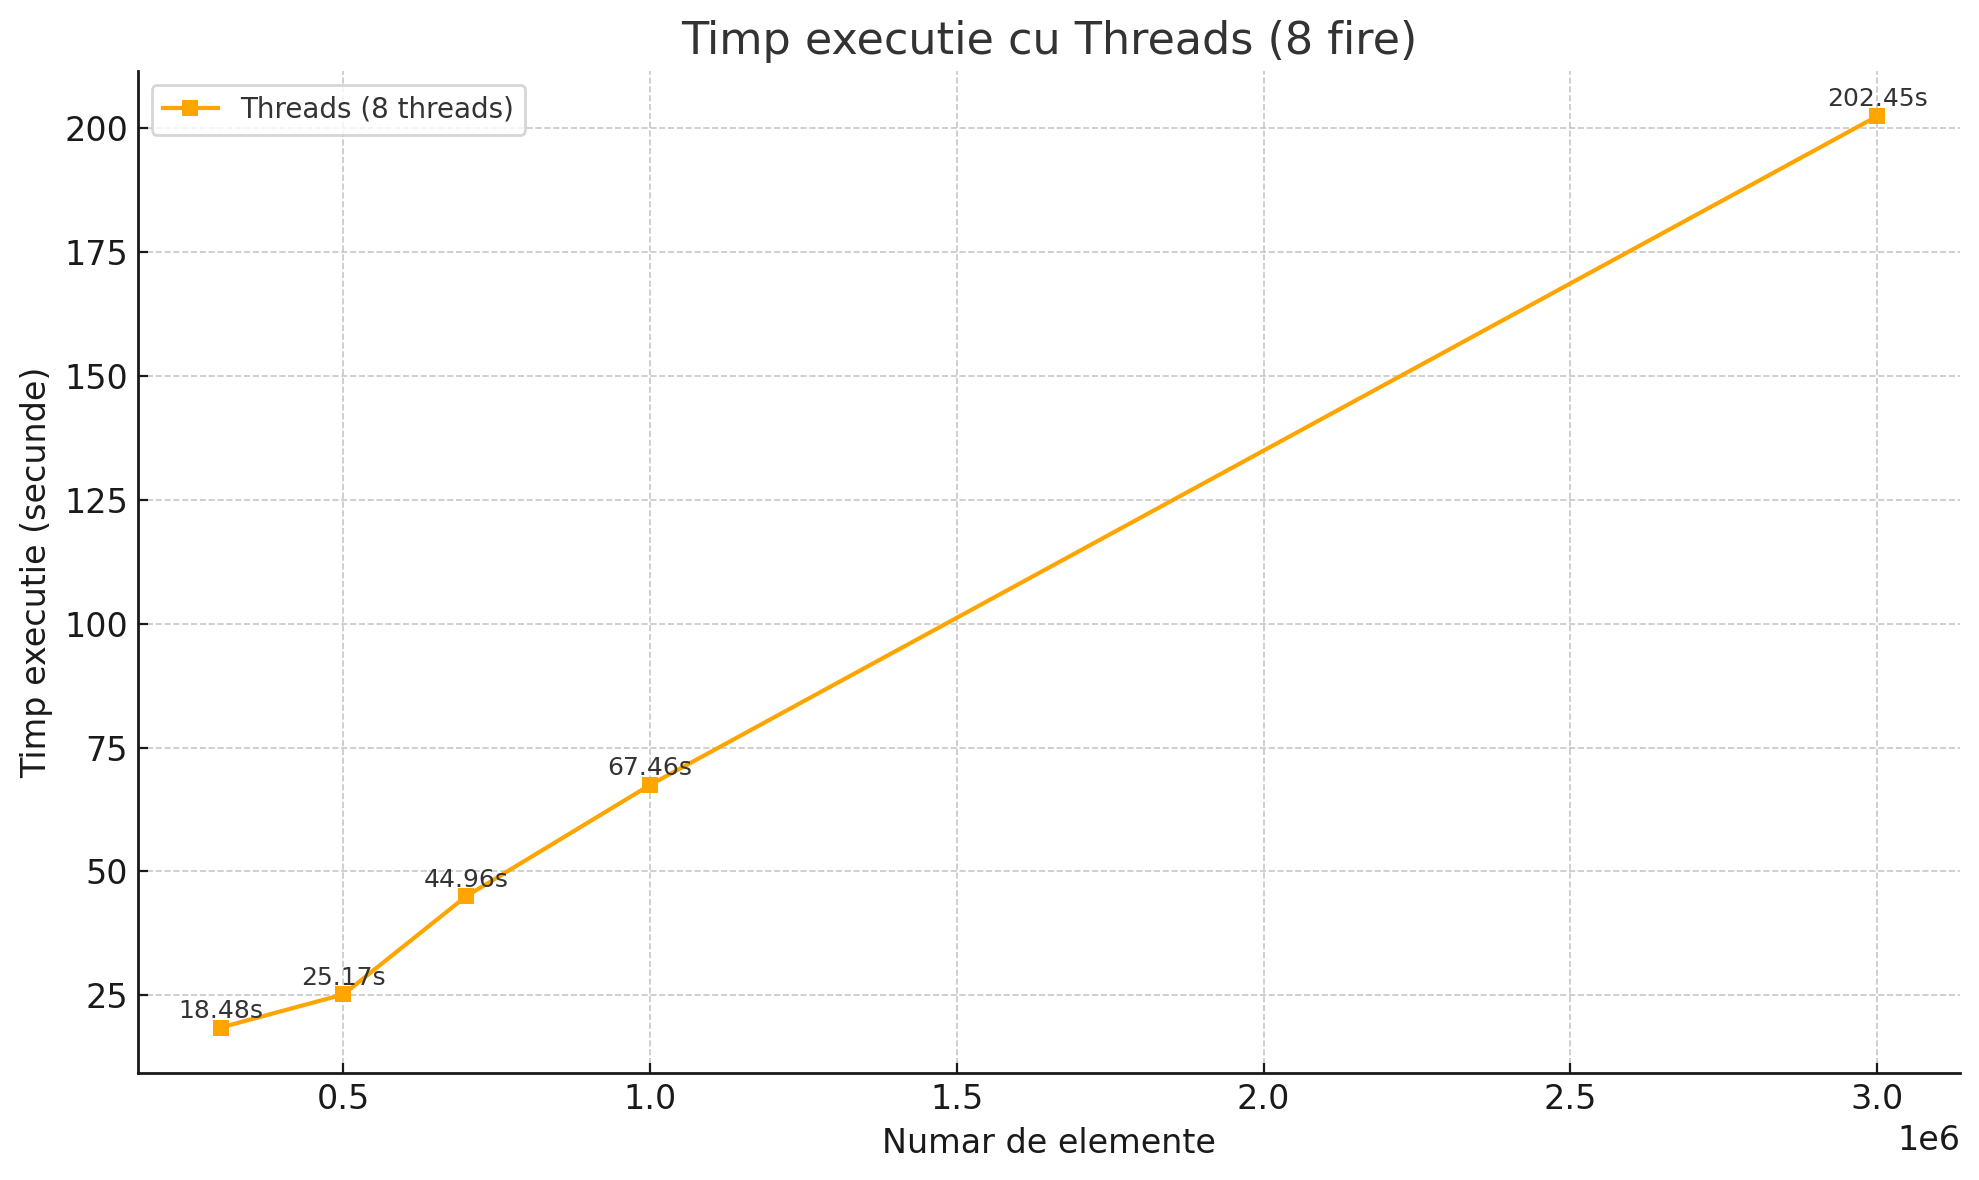 Timp executie cu Threads (8 fire)
Threads (8 threads)
202.45s
200
175
150
125
100
75
50
25
Timp executie (secunde)
67.46s
44.96s
25.17s
18.48s
0.5 1.0 1.5 2.0 2.5 3.0
1e6
Numar de elemente